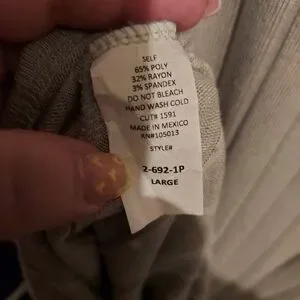 SELF
65% POLY
32% RAYON
3% SPANDEX
DO NOT BLEACH
HAND WASH COLD
CUT# 1591
MADE IN MEXICO
RN#105013
STYLE#
2-692-1P
LARGE